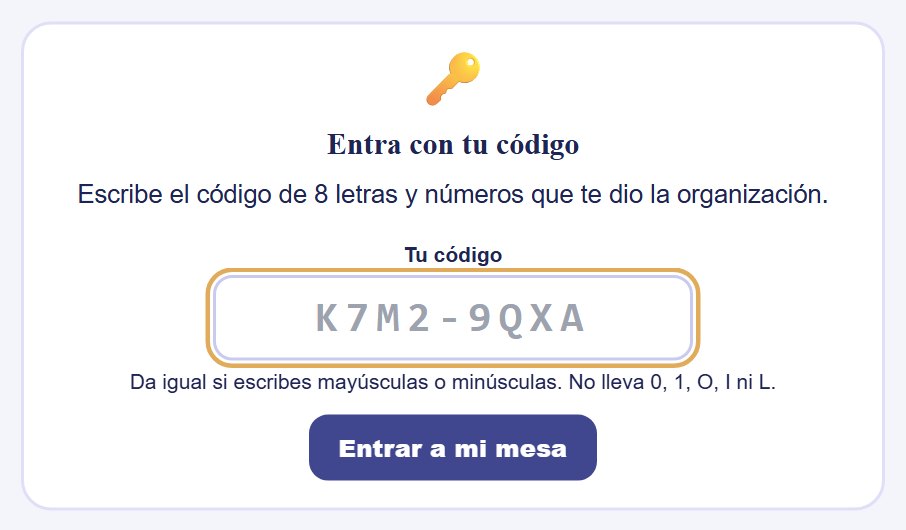 Entra con tu código
Escribe el código de 8 letras y números que te dio la organización.
Tu código
K7M2-9QXA
Da igual si escribes mayúsculas o minúsculas. No lleva 0, 1, O, I ni L.
Entrar a mi mesa